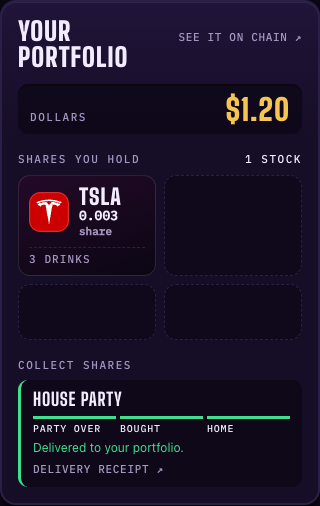 YOUR
PORTFOLIO
SEE IT ON CHAIN ↗
DOLLARS
$1.20
SHARES YOU HOLD
1 STOCK
TSLA
0.003
share
3 DRINKS
COLLECT SHARES
HOUSE PARTY
PARTY OVER
BOUGHT
HOME
Delivered to your portfolio.
DELIVERY RECEIPT ↗